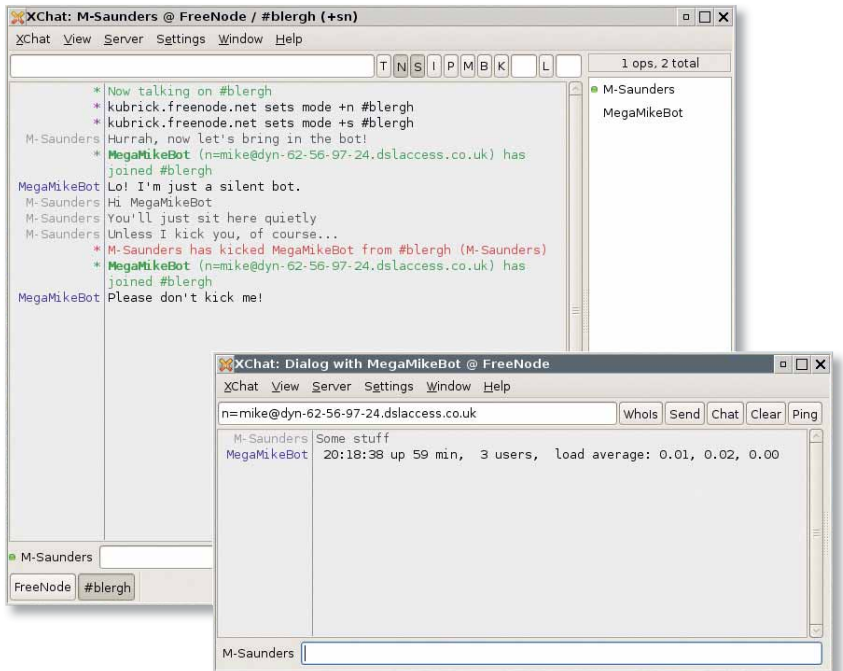 XChat: M-Saunders @ FreeNode / #blergh (+sn)
XChat View Server Settings Window Help
T N S I P M B K L
1 ops, 2 total
M-Saunders
MegaMikeBot
* Now talking on #blergh
* kubrick.freenode.net sets mode +n #blergh
* kubrick.freenode.net sets mode +s #blergh
M-Saunders Hurrah, now let's bring in the bot!
* MegaMikeBot (n=mike@dyn-62-56-97-24.dslaccess.co.uk) has
joined #blergh
MegaMikeBot Lo! I'm just a silent bot.
M-Saunders Hi MegaMikeBot
M-Saunders You'll just sit here quietly
M-Saunders Unless I kick you, of course...
* M-Saunders has kicked MegaMikeBot from #blergh (M-Saunders)
* MegaMikeBot (n=mike@dyn-62-56-97-24.dslaccess.co.uk) has
joined #blergh
MegaMikeBot Please don't kick me!
M-Saunders
FreeNode #blergh
XChat: Dialog with MegaMikeBot @ FreeNode
XChat View Server Settings Window Help
n=mike@dyn-62-56-97-24.dslaccess.co.uk WhoIs Send Chat Clear Ping
M-Saunders Some stuff
MegaMikeBot 20:18:38 up 59 min, 3 users, load average: 0.01, 0.02, 0.00
M-Saunders